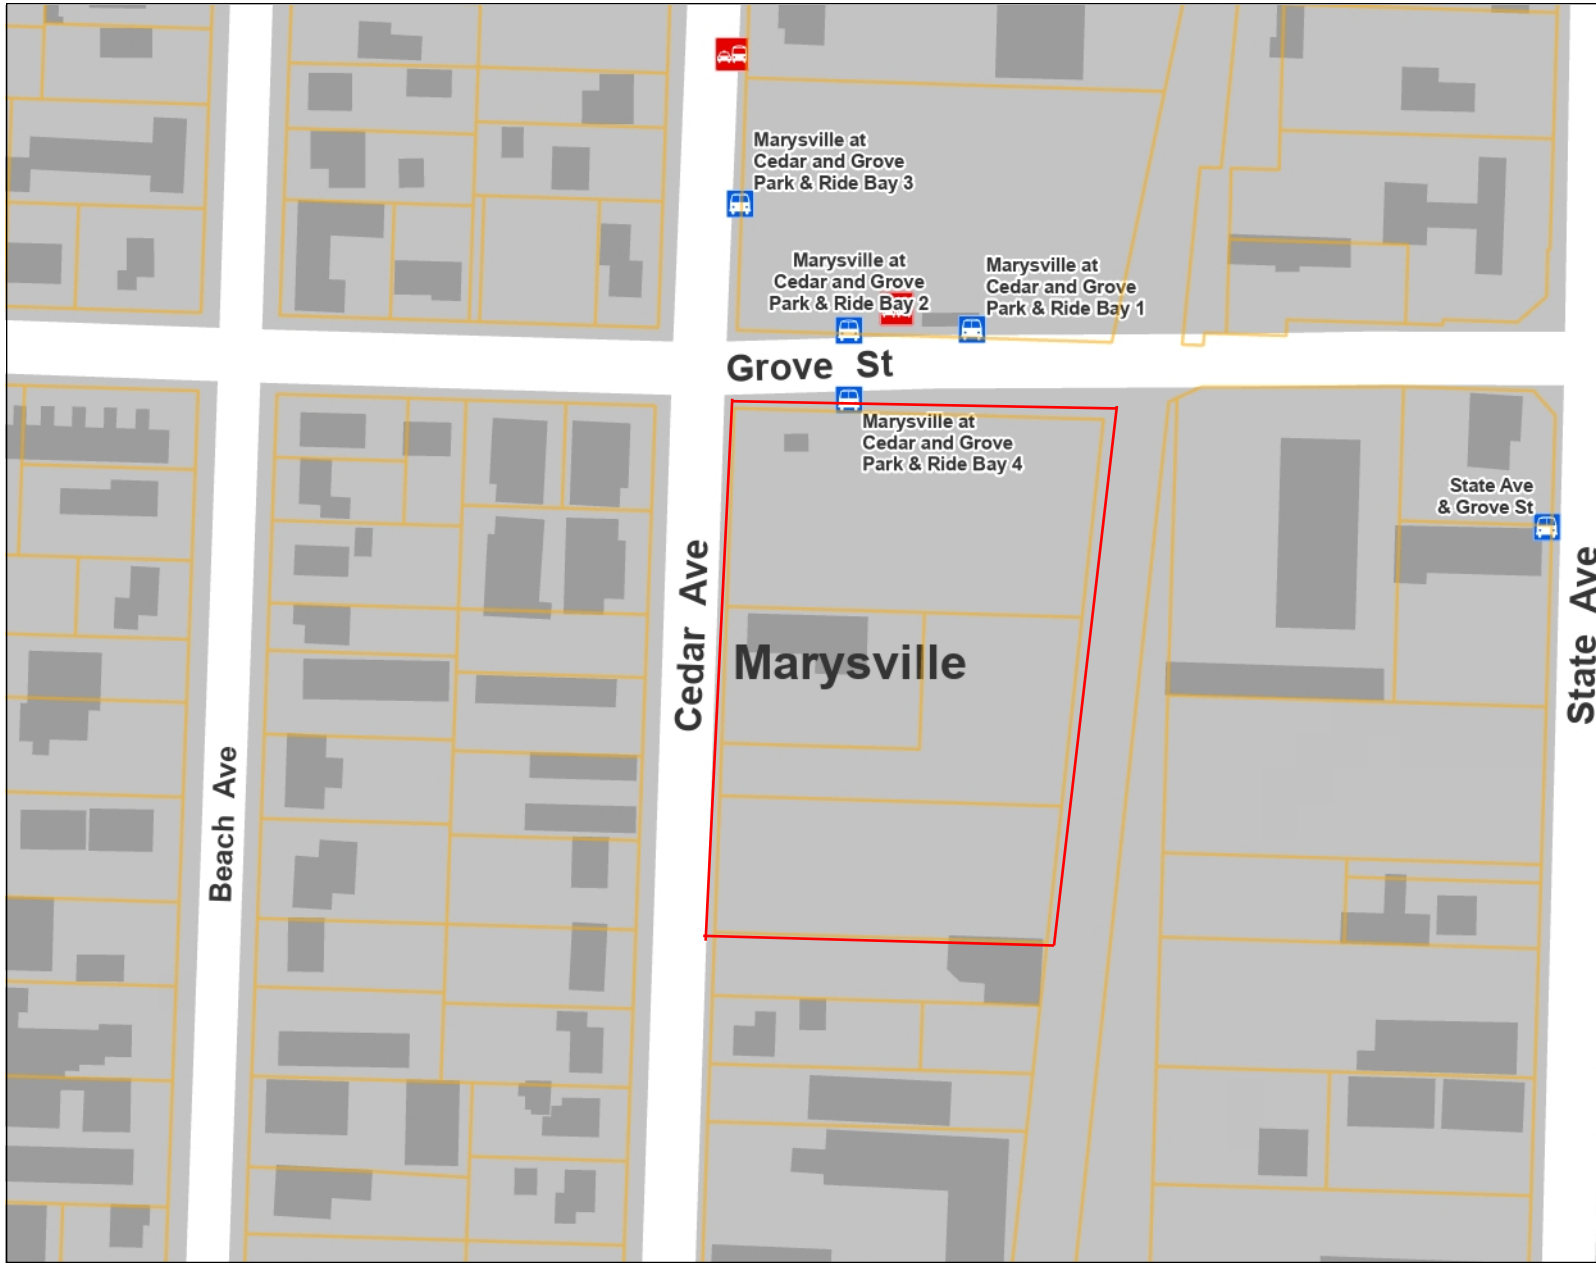 Marysville at
Cedar and Grove
Park & Ride Bay 3
Marysville at
Cedar and Grove
Park & Ride Bay 2
Marysville at
Cedar and Grove
Park & Ride Bay 1
Grove St
Marysville at
Cedar and Grove
Park & Ride Bay 4
State Ave
& Grove St
Cedar Ave
Marysville
State Ave
Beach Ave